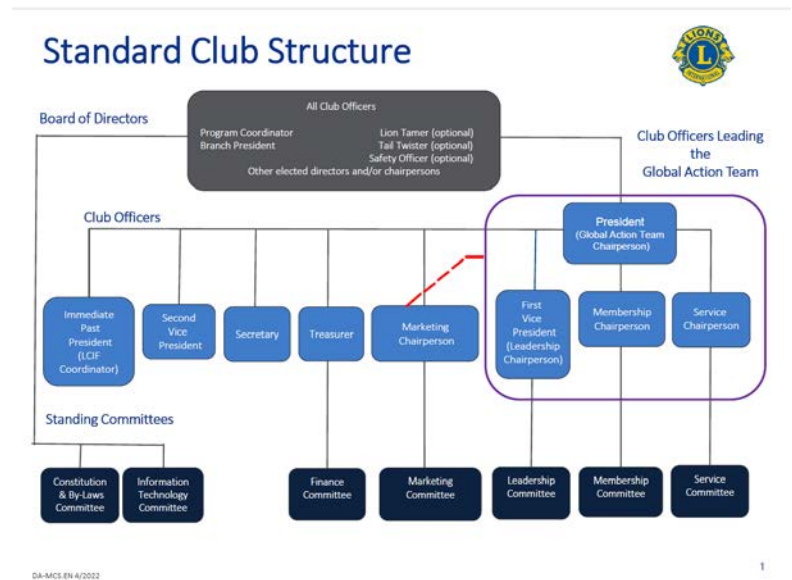 Standard Club Structure
LIONS
L
INTERNATIONAL
Board of Directors
All Club Officers
Program Coordinator
Branch President
Lion Tamer (optional)
Tail Twister (optional)
Safety Officer (optional)
Other elected directors and/or chairpersons
Club Officers Leading
the
Global Action Team
Club Officers
President
(Global Action Team
Chairperson)
Immediate
Past
President
(LCIF
Coordinator)
Second
Vice
President
Secretary
Treasurer
Marketing
Chairperson
First
Vice
President
(Leadership
Chairperson)
Membership
Chairperson
Service
Chairperson
Standing Committees
Constitution
& By-Laws
Committee
Information
Technology
Committee
Finance
Committee
Marketing
Committee
Leadership
Committee
Membership
Committee
Service
Committee
DA-MCS.EN 4/2022
1